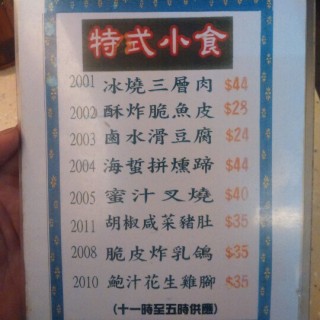 特式小食
2001 冰燒三層肉 $44
2002 酥炸脆魚皮 $28
2003 鹵水滑豆腐 $24
2004 海蜇拼燻蹄 $44
2005 蜜汁叉燒 $40
2011 胡椒咸菜豬肚 $35
2008 脆皮炸乳鴿 $35
2010 鮑汁花生雞腳 $35
(十一時至五時供應)